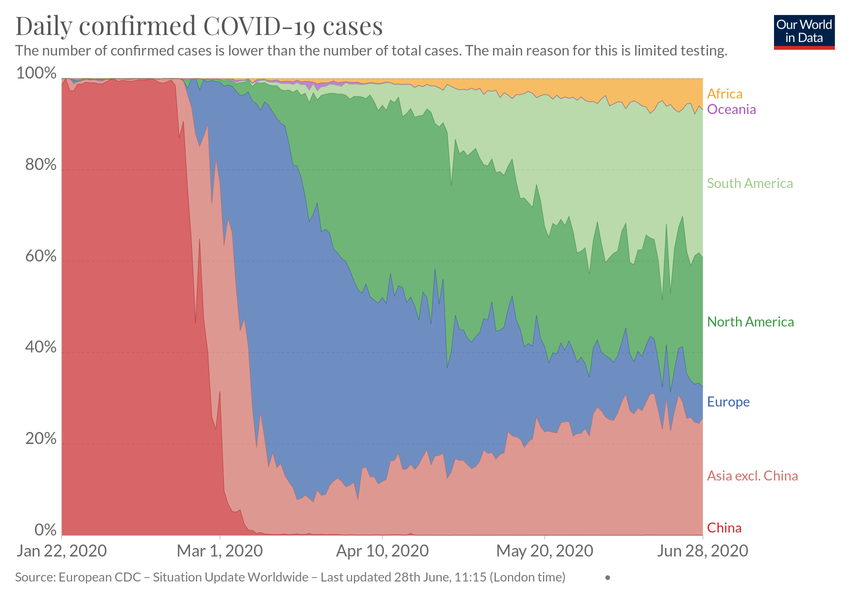 Daily confirmed COVID-19 cases
The number of confirmed cases is lower than the number of total cases. The main reason for this is limited testing.
Our World
in Data
100%
80%
60%
40%
20%
0%
Africa
Oceania
South America
North America
Europe
Asia excl. China
China
Jan 22, 2020
Mar 1, 2020
Apr 10, 2020
May 20, 2020
Jun 28, 2020
Source: European CDC – Situation Update Worldwide – Last updated 28th June, 11:15 (London time)